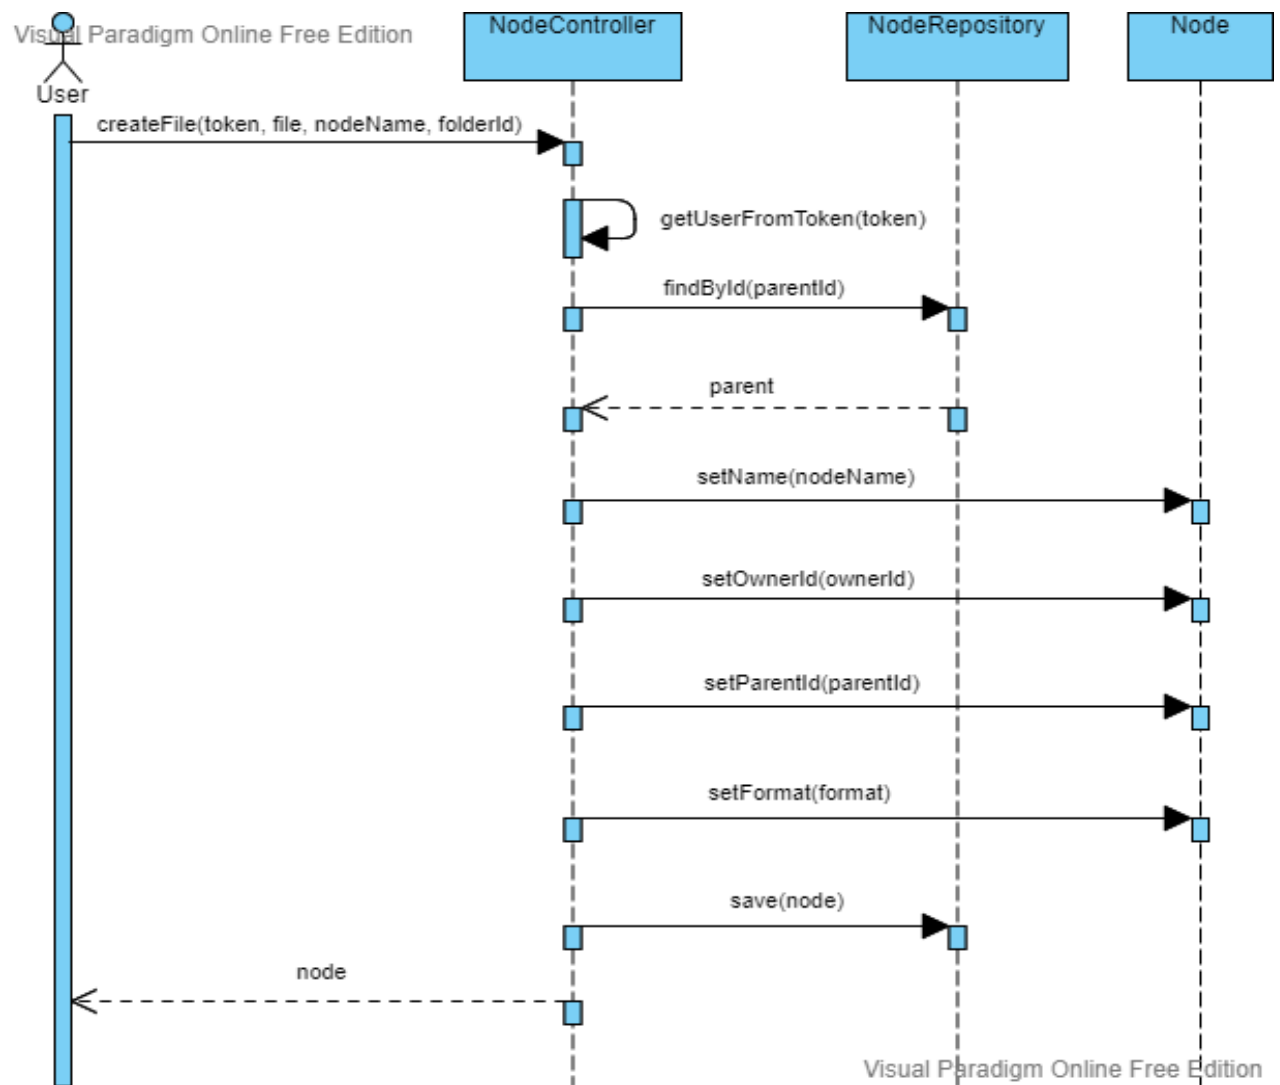 Visual Paradigm Online Free Edition
NodeController
NodeRepository
Node
User
createFile(token, file, nodeName, folderId)
getUserFromToken(token)
findById(parentId)
parent
setName(nodeName)
setOwnerId(ownerId)
setParentId(parentId)
setFormat(format)
save(node)
node
Visual Paradigm Online Free Edition